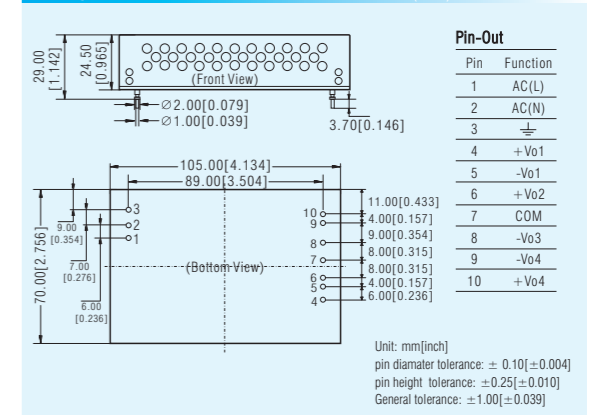 29.00
[1.142]
24.50
[0.965]
(Front View)
∅2.00[0.079]
∅1.00[0.039]
3.70[0.146]
105.00[4.134]
89.00[3.504]
70.00[2.756]
9.00
[0.354]
7.00
[0.276]
6.00
[0.236]
3
2
1
(Bottom View)
10
9
8
7
6
5
4
11.00[0.433]
4.00[0.157]
9.00[0.354]
8.00[0.315]
8.00[0.315]
4.00[0.157]
6.00[0.236]
Pin-Out
Pin Function
1 AC(L)
2 AC(N)
3 ⏚
4 +Vo1
5 -Vo1
6 +Vo2
7 COM
8 -Vo3
9 -Vo4
10 +Vo4
Unit: mm[inch]
pin diamater tolerance: ± 0.10[±0.004]
pin height tolerance: ±0.25[±0.010]
General tolerance: ±1.00[±0.039]